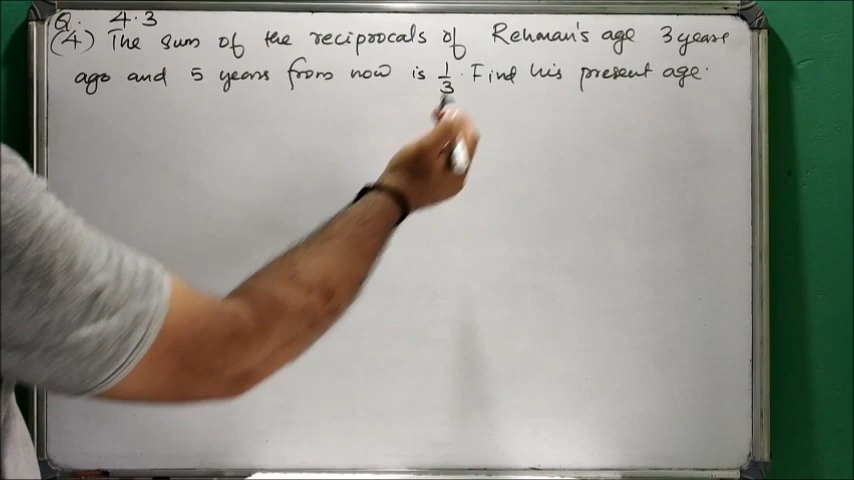 Q. 4.3
(4) The sum of the reciprocals of Rehman's age 3 years
ago and 5 years from now is 1/3. Find his present age.